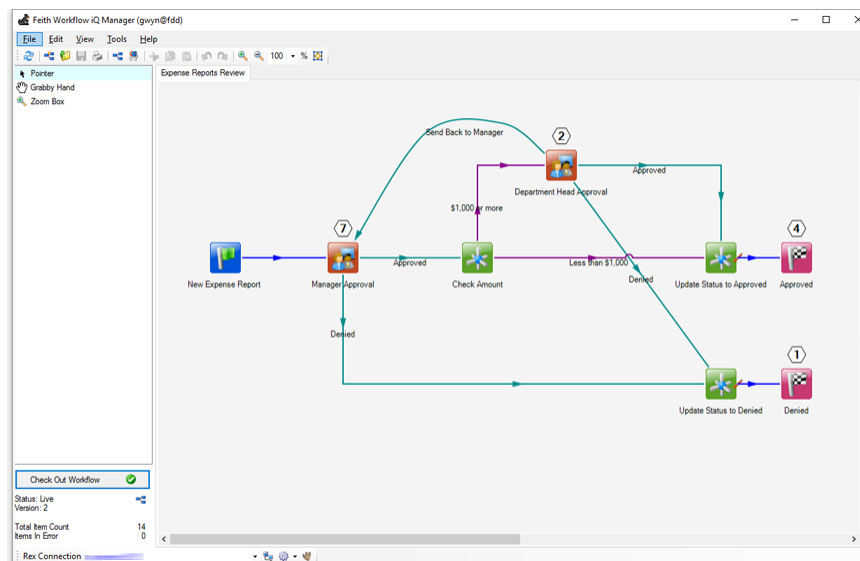 Feith Workflow iQ Manager (gwyn@fdd)
File Edit View Tools Help
100 %
Pointer
Grabby Hand
Zoom Box
Expense Reports Review
Send Back to Manager
2
Department Head Approval
Approved
$1,000 or more
7
4
New Expense Report
Manager Approval
Approved
Check Amount
Less than $1,000
Denied
Update Status to Approved
Approved
Denied
1
Update Status to Denied
Denied
Check Out Workflow
Status: Live
Version: 2
Total Item Count 14
Items In Error 0
Rex Connection